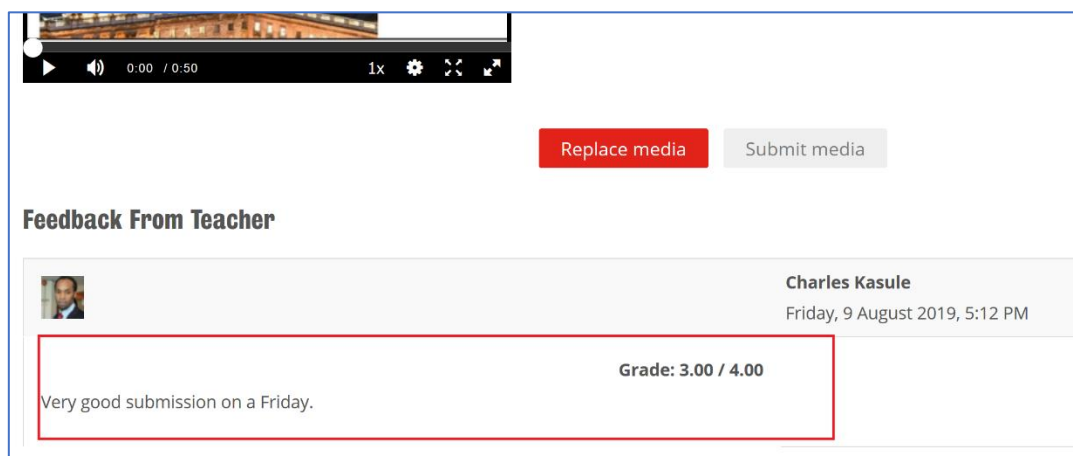 0:00 / 0:50 1x
Replace media Submit media
Feedback From Teacher
Charles Kasule
Friday, 9 August 2019, 5:12 PM
Grade: 3.00 / 4.00
Very good submission on a Friday.